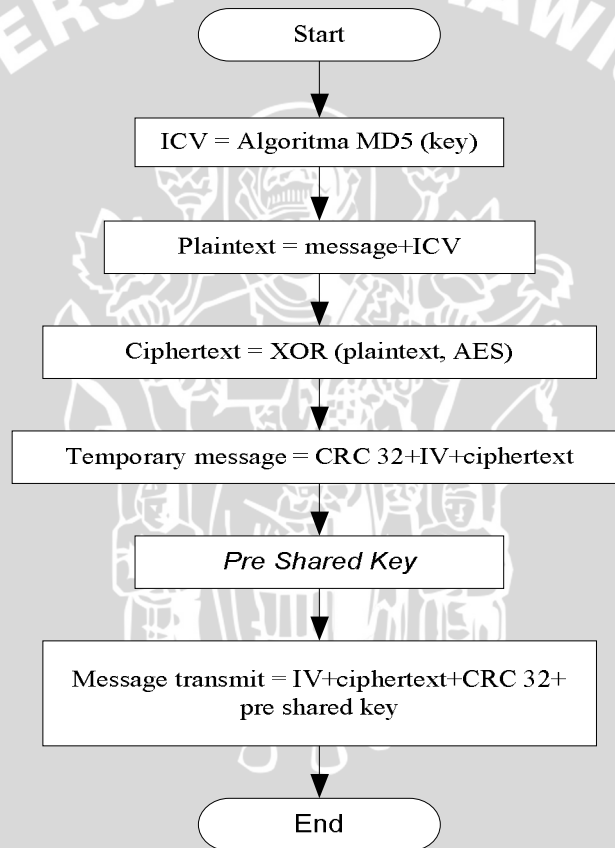 Start
ICV = Algoritma MD5 (key)
Plaintext = message+ICV
Ciphertext = XOR (plaintext, AES)
Temporary message = CRC 32+IV+ciphertext
Pre Shared Key
Message transmit = IV+ciphertext+CRC 32+
pre shared key
End